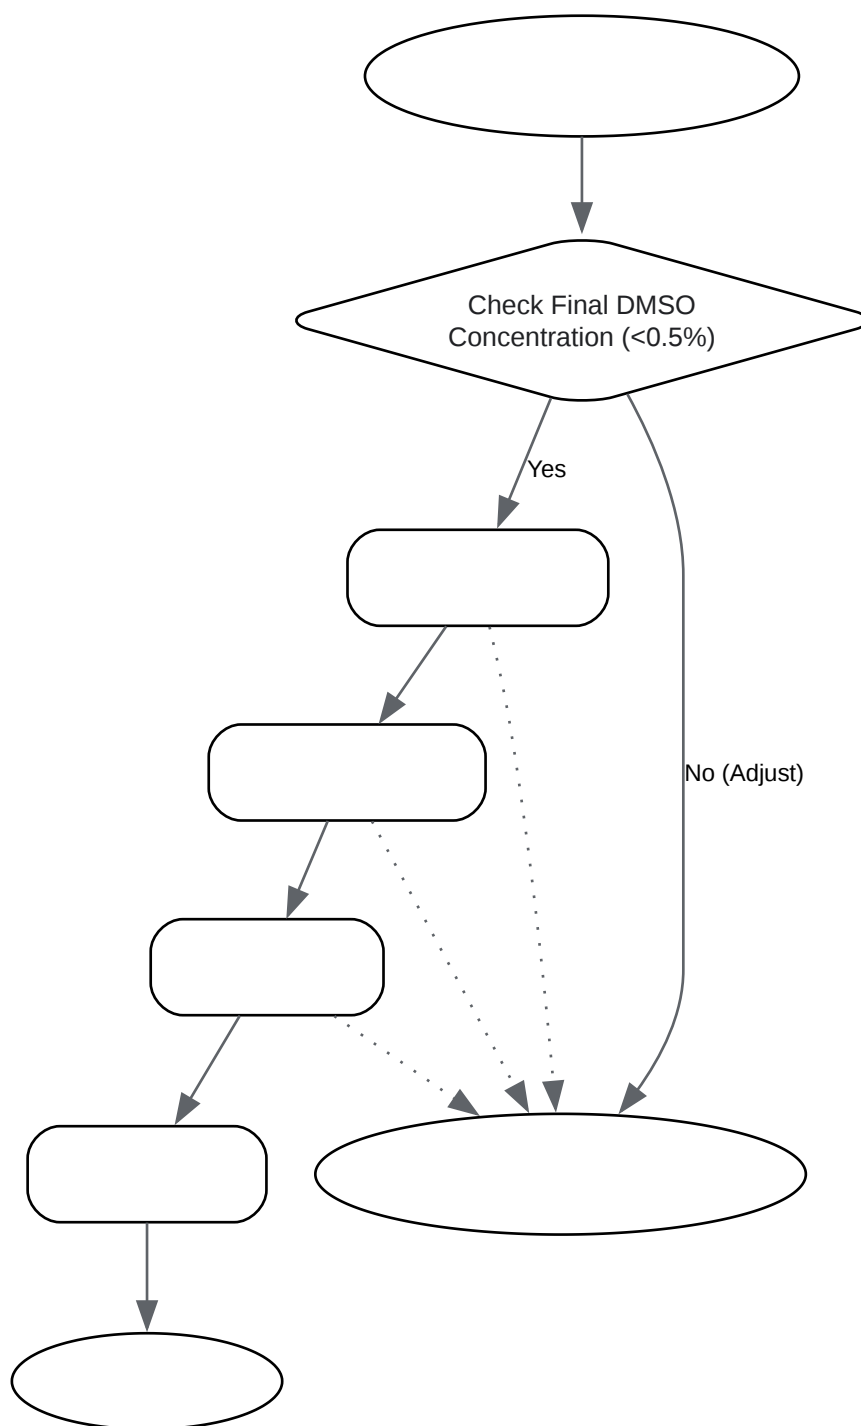 Check Final DMSO
Concentration (<0.5%)
Yes
No (Adjust)